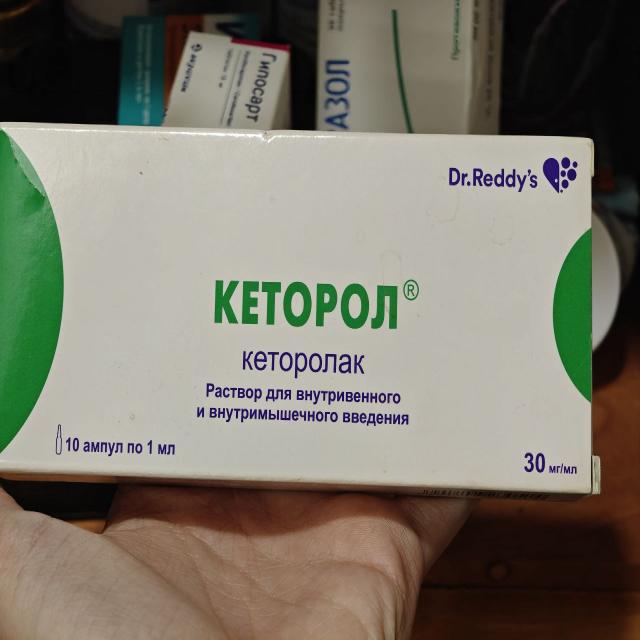 Гипосарт
АЗОЛ
Dr.Reddy's
КЕТОРОЛ®
кеторолак
Раствор для внутривенного
и внутримышечного введения
10 ампул по 1 мл
30 мг/мл